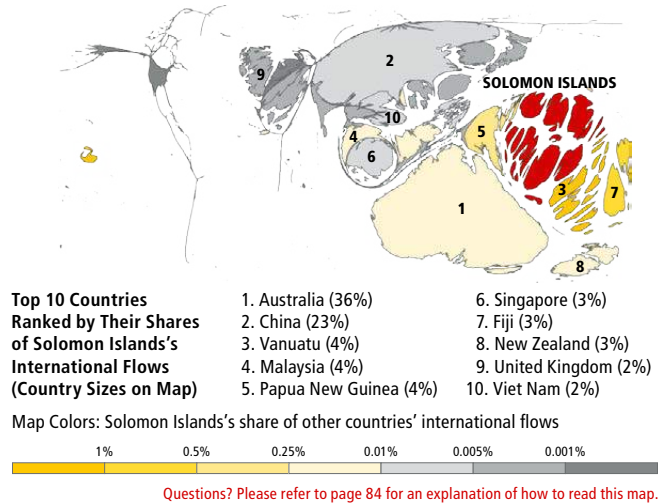 SOLOMON ISLANDS
2
9
10
4
5
6
3
7
1
8
Top 10 Countries
Ranked by Their Shares
of Solomon Islands's
International Flows
(Country Sizes on Map)
1. Australia (36%)
2. China (23%)
3. Vanuatu (4%)
4. Malaysia (4%)
5. Papua New Guinea (4%)
6. Singapore (3%)
7. Fiji (3%)
8. New Zealand (3%)
9. United Kingdom (2%)
10. Viet Nam (2%)
Map Colors: Solomon Islands's share of other countries' international flows
1% 0.5% 0.25% 0.01% 0.005% 0.001%
Questions? Please refer to page 84 for an explanation of how to read this map.